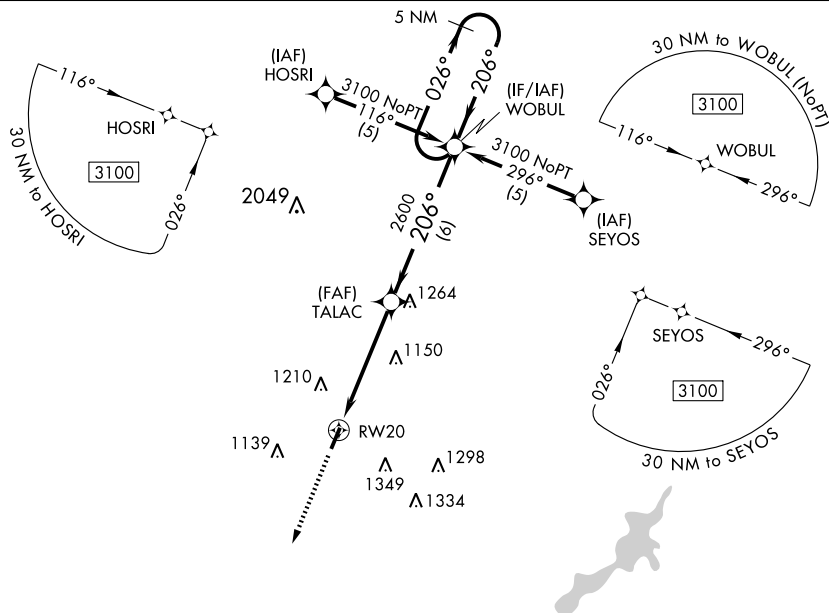 5 NM
026°
206°
(IAF)
HOSRI
3100 NoPT
116°
(5)
(IF/IAF)
WOBUL
3100 NoPT
296°
(5)
(IAF)
SEYOS
116°
HOSRI
3100
026°
30 NM to HOSRI
30 NM to WOBUL (NoPT)
3100
116°
WOBUL
296°
2049
2600
206°
(6)
(FAF)
TALAC
1264
1150
1210
RW20
1139
1349
1298
1334
SEYOS
296°
026°
3100
30 NM to SEYOS